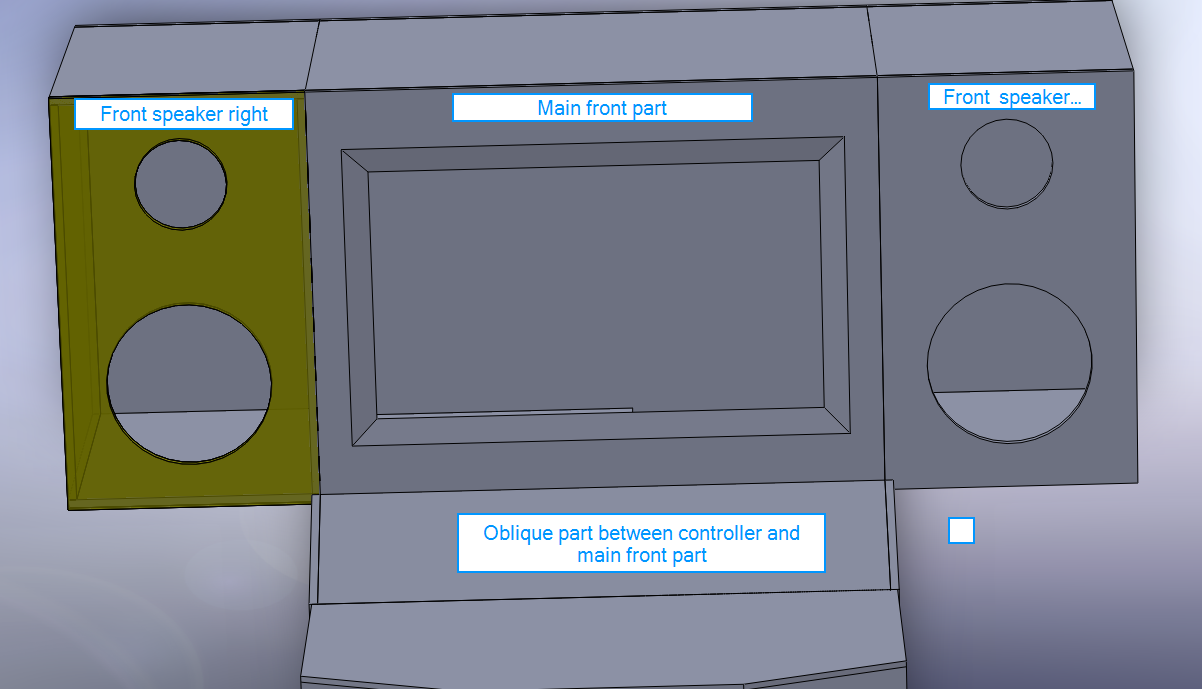 Front speaker right
Main front part
Front speaker...
Oblique part between controller and
main front part